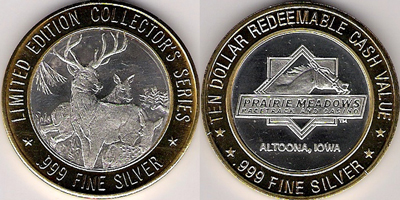 LIMITED EDITION COLLECTOR'S SERIES
★ .999 FINE SILVER ★
TEN DOLLAR REDEEMABLE CASH VALUE
PRAIRIE MEADOWS
RACETRACK AND CASINO
TM
ALTOONA, IOWA
★ .999 FINE SILVER ★